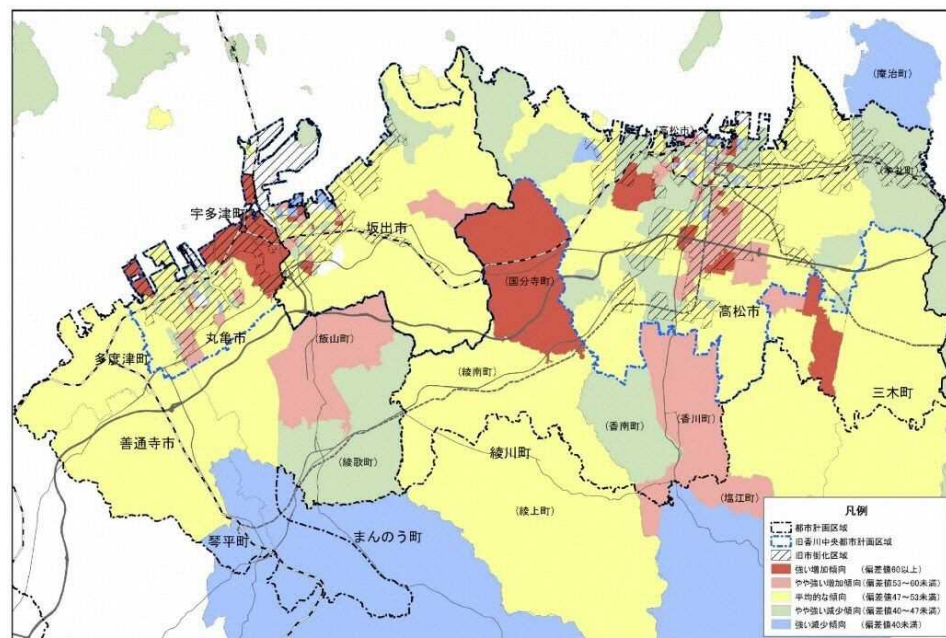 (庵治町)
(高松市)
(牟礼町)
宇多津町
坂出市
(国分寺町)
高松市
丸亀市
(飯山町)
多度津町
(綾南町)
三木町
善通寺市
(香南町)
(香川町)
綾川町
(綾歌町)
(塩江町)
(綾上町)
琴平町
まんのう町
凡例
都市計画区域
旧香川中央都市計画区域
旧市街化区域
強い増加傾向 (偏差値60以上)
やや強い増加傾向(偏差値53~60未満)
平均的な傾向 (偏差値47~53未満)
やや強い減少傾向(偏差値40~47未満)
強い減少傾向 (偏差値40未満)